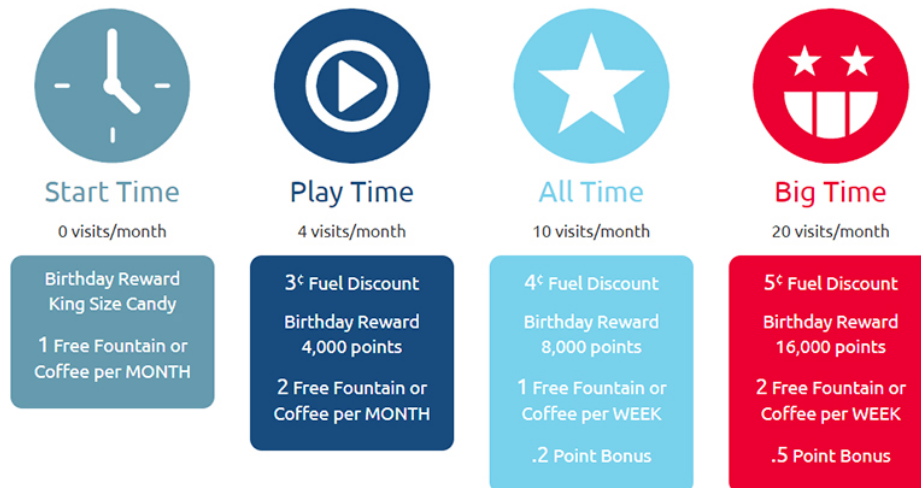 Start Time
0 visits/month
Birthday Reward
King Size Candy
1 Free Fountain or
Coffee per MONTH
Play Time
4 visits/month
3¢ Fuel Discount
Birthday Reward
4,000 points
2 Free Fountain or
Coffee per MONTH
All Time
10 visits/month
4¢ Fuel Discount
Birthday Reward
8,000 points
1 Free Fountain or
Coffee per WEEK
.2 Point Bonus
Big Time
20 visits/month
5¢ Fuel Discount
Birthday Reward
16,000 points
2 Free Fountain or
Coffee per WEEK
.5 Point Bonus